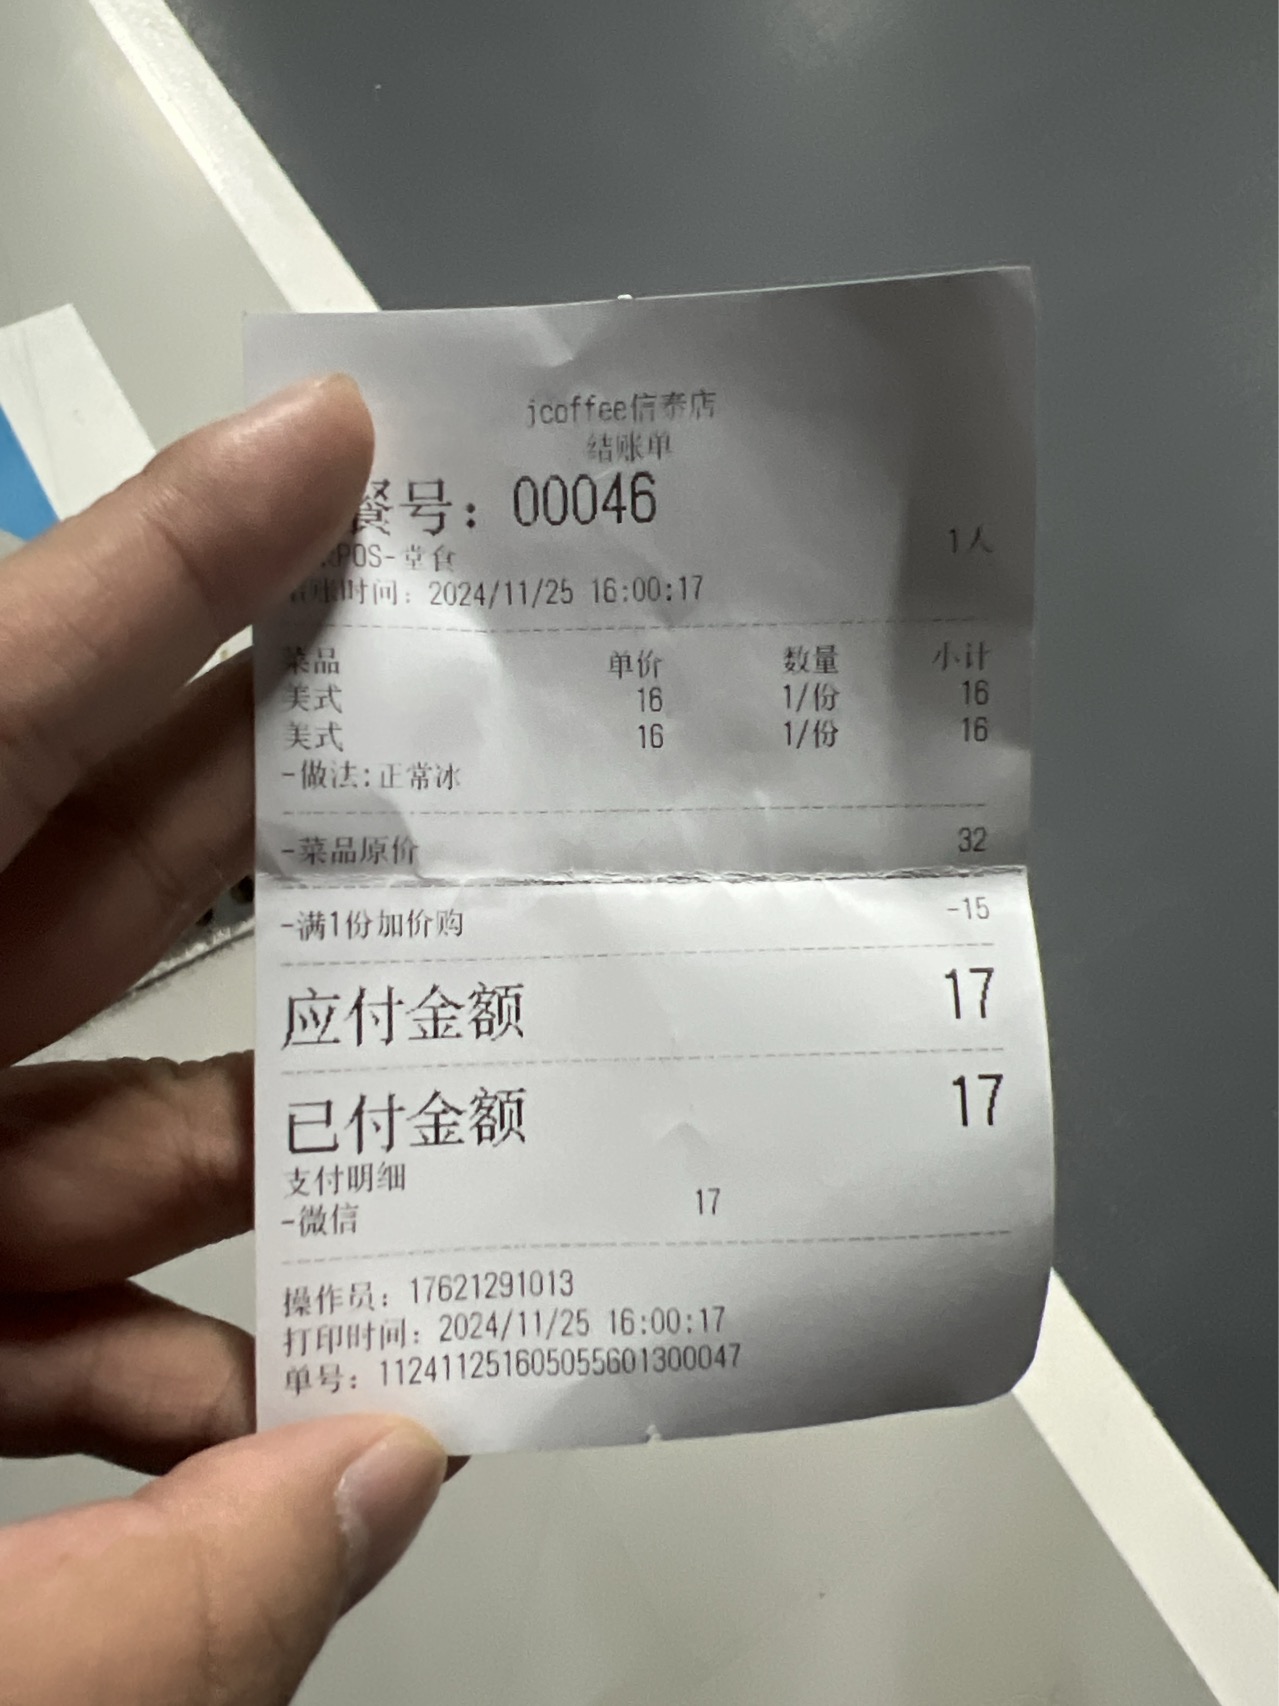 jcoffee信泰店
结账单
餐号：00046
POS-堂食 1人
结账时间：2024/11/25 16:00:17
菜品 单价 数量 小计
美式 16 1/份 16
美式 16 1/份 16
-做法:正常冰
-菜品原价 32
-满1份加价购 -15
应付金额 17
已付金额 17
支付明细
-微信 17
操作员：17621291013
打印时间：2024/11/25 16:00:17
单号：112411251605055601300047